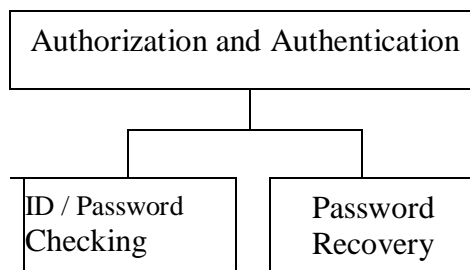 Authorization and Authentication
ID / Password
Checking
Password
Recovery